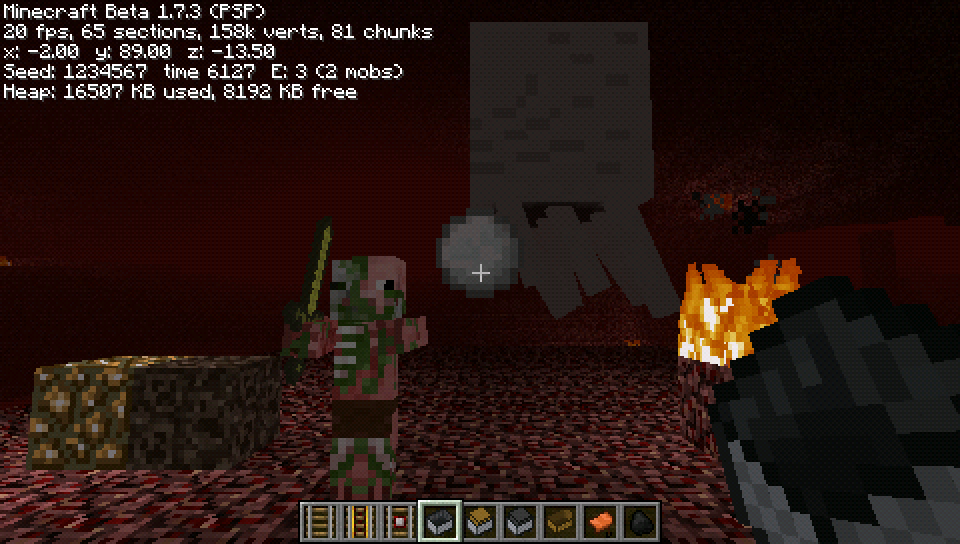 Minecraft Beta 1.7.3 (PSP)
20 fps, 65 sections, 158k verts, 81 chunks
x: -2.00 y: 89.00 z: -13.50
Seed: 1234567 time 6127 E: 3 (2 mobs)
Heap: 16507 KB used, 8192 KB free